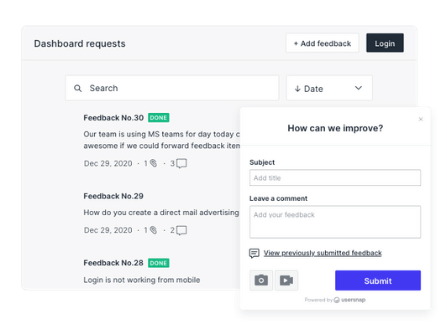 Dashboard requests
+ Add feedback
Login
Search
↓ Date
Feedback No.30 DONE
Our team is using MS teams for day today c
awesome if we could forward feedback iten
Dec 29, 2020 · 1 · 3
Feedback No.29
How do you create a direct mail advertising
Dec 29, 2020 · 1 · 2
Feedback No.28 DONE
Login is not working from mobile
×
How can we improve?
Subject
Add title
Leave a comment
Add your feedback
View previously submitted feedback
Submit
Powered by usersnap